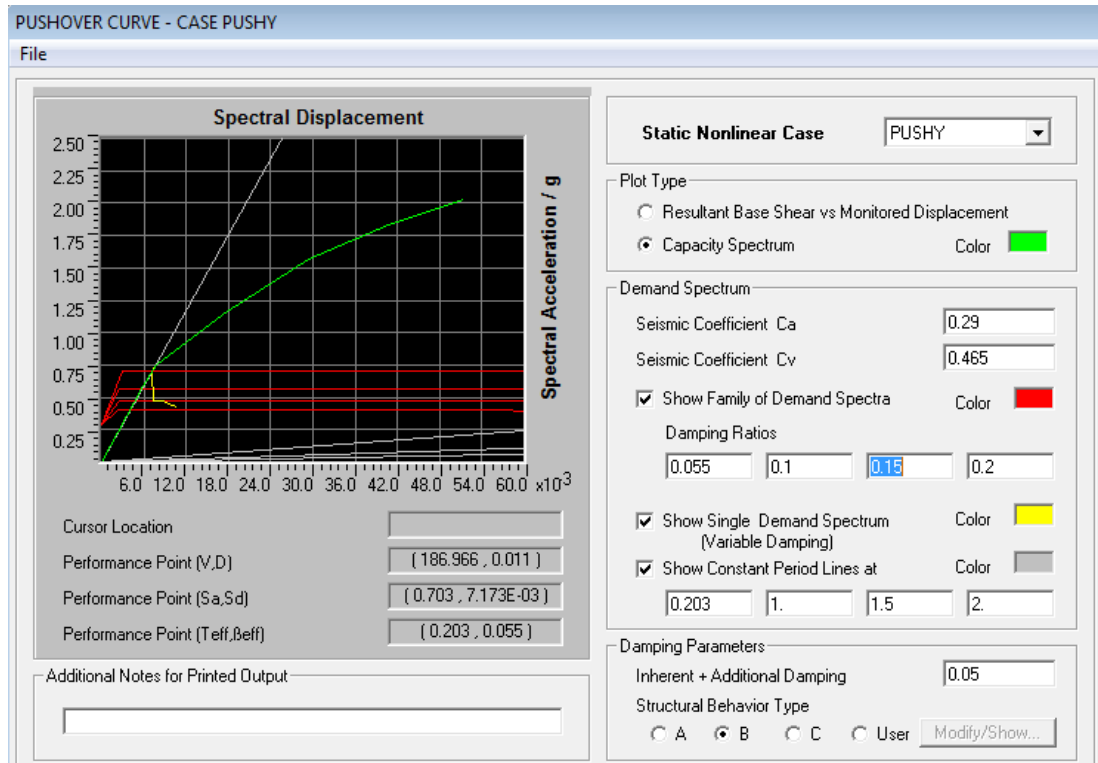 PUSHOVER CURVE - CASE PUSHY
File
Spectral Displacement
2.50
2.25
2.00
1.75
1.50
1.25
1.00
0.75
0.50
0.25
6.0 12.0 18.0 24.0 30.0 36.0 42.0 48.0 54.0 60.0 x10-3
Spectral Acceleration / g
Cursor Location
Performance Point (V,D) ( 186.966 , 0.011 )
Performance Point (Sa,Sd) ( 0.703 , 7.173E-03 )
Performance Point (Teff,ßeff) ( 0.203 , 0.055 )
Additional Notes for Printed Output
Static Nonlinear Case PUSHY
Plot Type
Resultant Base Shear vs Monitored Displacement
Capacity Spectrum Color
Demand Spectrum
Seismic Coefficient Ca 0.29
Seismic Coefficient Cv 0.465
Show Family of Demand Spectra Color
Damping Ratios
0.055 0.1 0.15 0.2
Show Single Demand Spectrum Color
(Variable Damping)
Show Constant Period Lines at Color
0.203 1. 1.5 2.
Damping Parameters
Inherent + Additional Damping 0.05
Structural Behavior Type
A B C User Modify/Show...